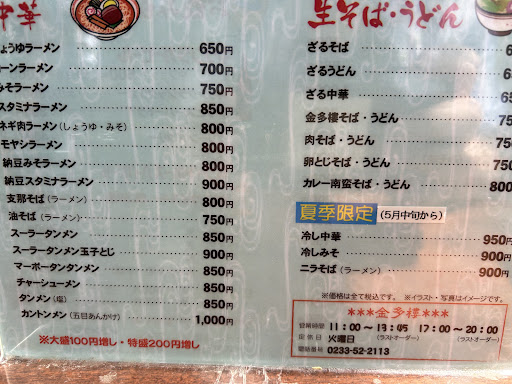 中華
しょうゆラーメン 650円
コーンラーメン 700円
みそラーメン 750円
スタミナラーメン 850円
ネギ肉ラーメン(しょうゆ・みそ) 800円
モヤシラーメン 800円
納豆みそラーメン 800円
納豆スタミナラーメン 900円
支那そば(ラーメン) 800円
油そば(ラーメン) 750円
スーラータンメン 850円
スーラータンメン玉子とじ 900円
マーボータンタンメン 850円
チャーシューメン 850円
タンメン(塩) 850円
カントンメン(五目あんかけ) 1,000円
※大盛100円増し・特盛200円増し
生そば・うどん
ざるそば
ざるうどん
ざる中華
金多樓そば・うどん
肉そば・うどん
卵とじそば・うどん
カレー南蛮そば・うどん 800円
夏季限定(5月中旬から)
冷し中華 950円
冷しみそ 900円
ニラそば(ラーメン) 900円
※価格は全て税込です。 ※イラスト・写真はイメージです。
***金多樓***
営業時間 11:00~13:45 17:00~20:00
(ラストオーダー) (ラストオーダー)
定休日 火曜日
電話番号 0233-52-2113